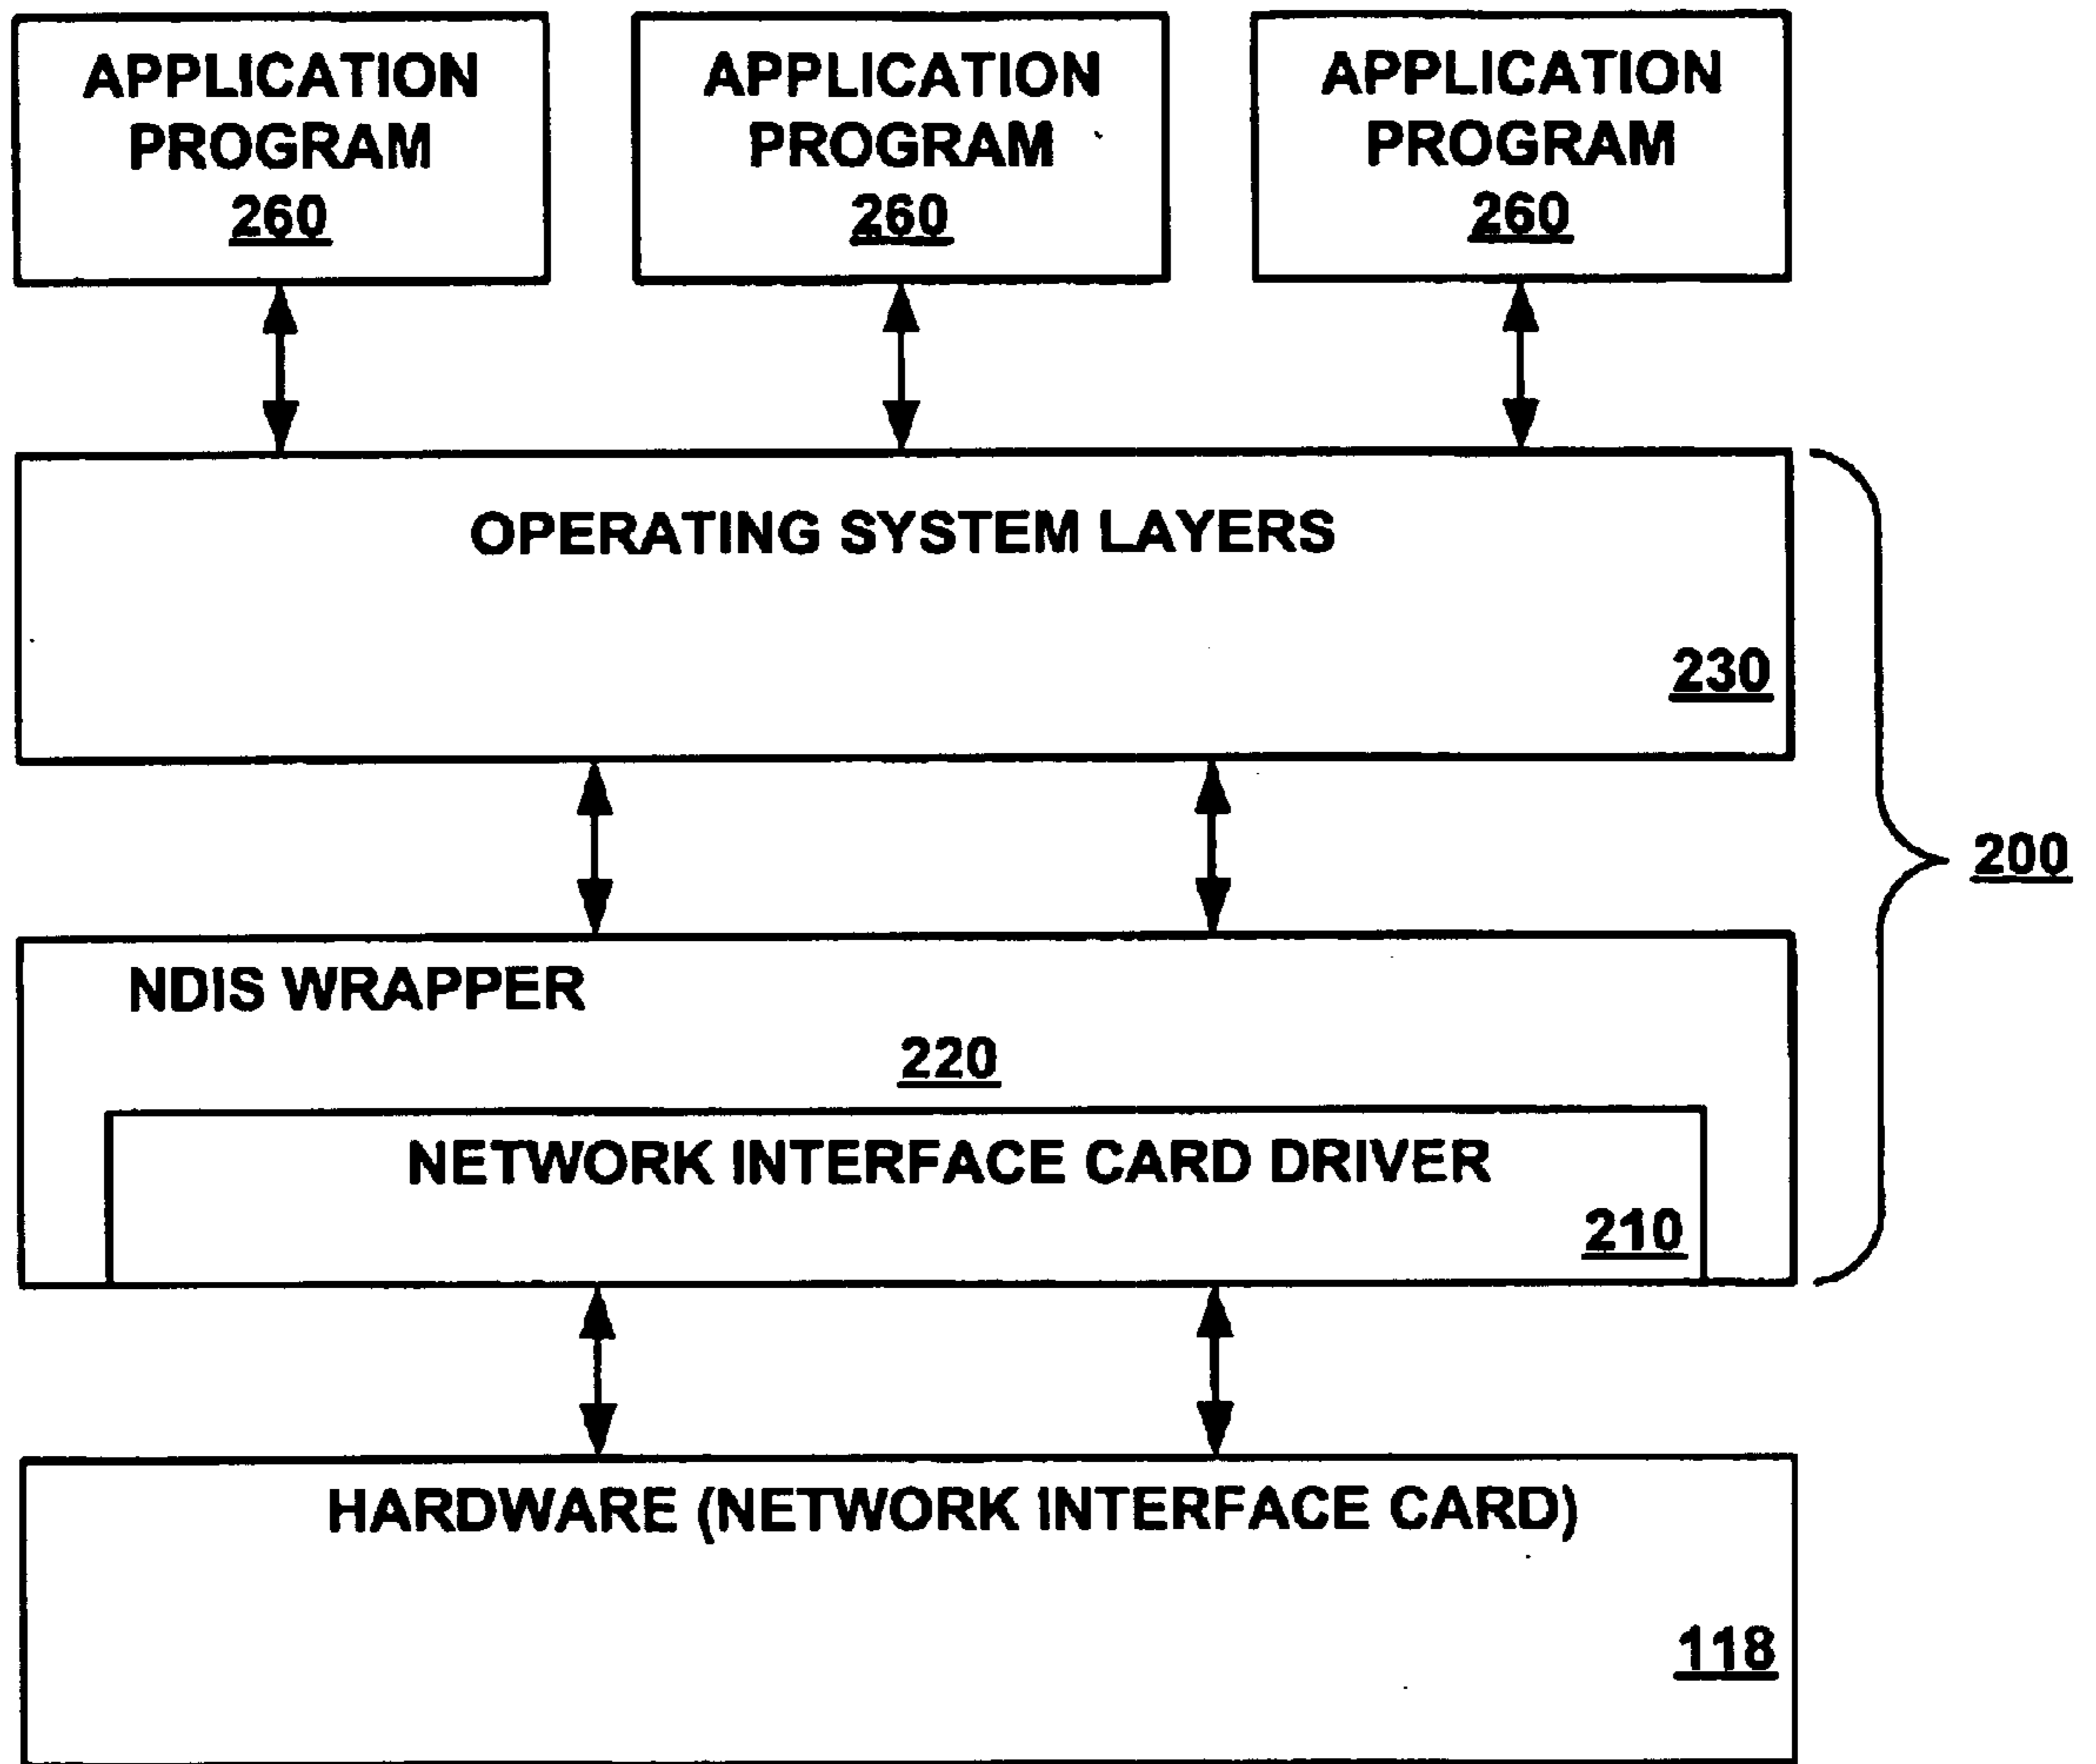 APPLICATION
PROGRAM
260
APPLICATION
PROGRAM
260
APPLICATION
PROGRAM
260
OPERATING SYSTEM LAYERS
230
200
NDIS WRAPPER
220
NETWORK INTERFACE CARD DRIVER
210
HARDWARE (NETWORK INTERFACE CARD)
118